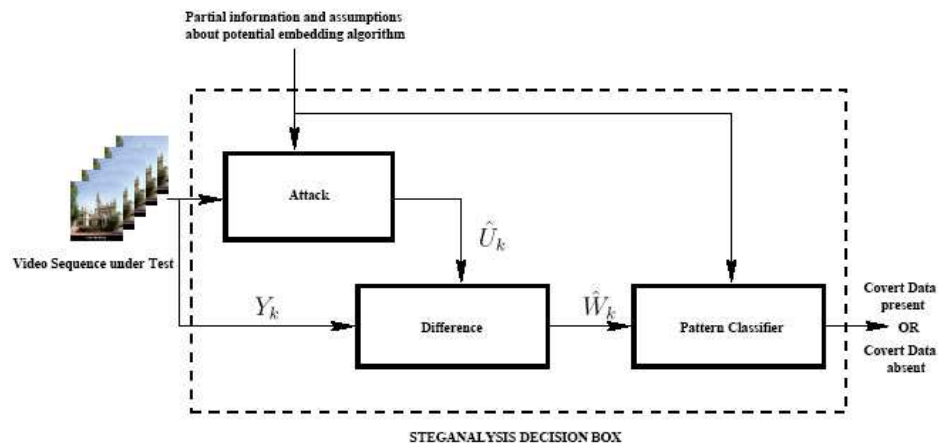 Partial information and assumptions
about potential embedding algorithm
Attack
Û_k
Video Sequence under Test
Y_k
Difference
Ŵ_k
Pattern Classifier
Covert Data
present
OR
Covert Data
absent
STEGANALYSIS DECISION BOX